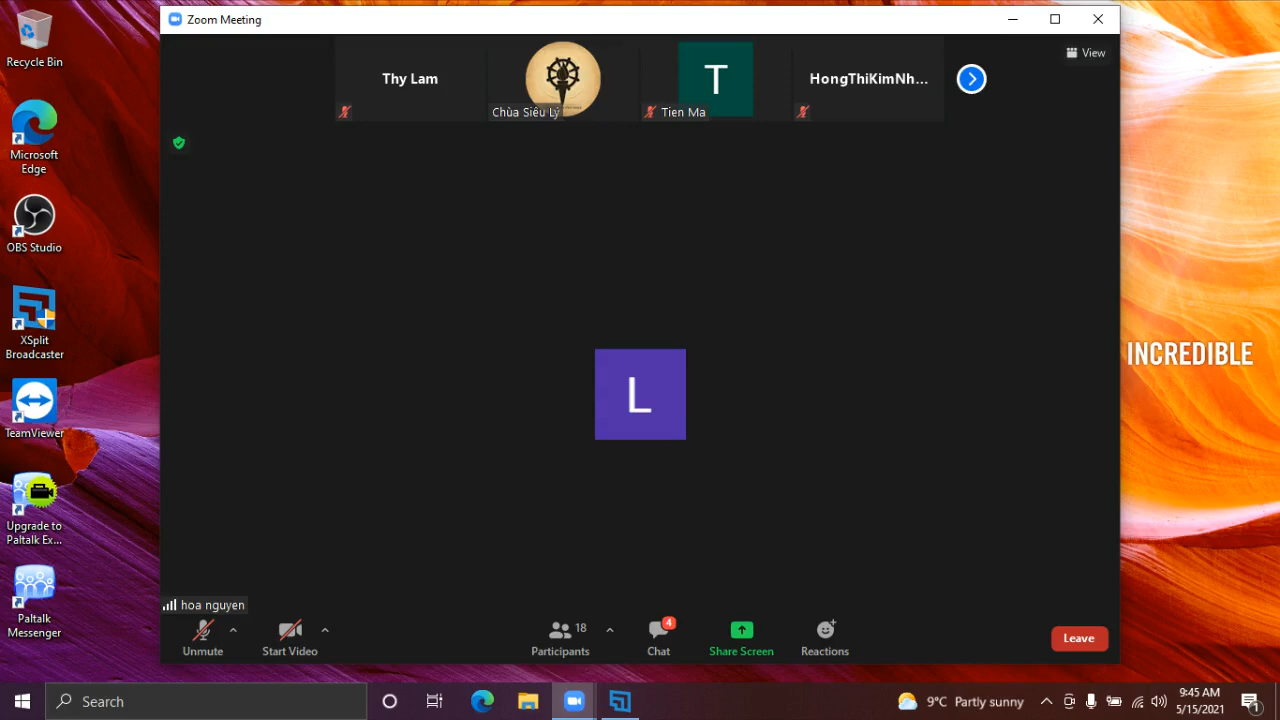 Recycle Bin
Microsoft
Edge
OBS Studio
XSplit
Broadcaster
TeamViewer
Upgrade to
Paltalk Ex...
Paltalk
Messenger
Zoom Meeting
View
Thy Lam
Chùa Siêu Lý
T
Tien Ma
HongThiKimNh...
L
hoa nguyen
Unmute
Start Video
18
Participants
4
Chat
Share Screen
Reactions
Leave
INCREDIBLE
Search
9°C Partly sunny
9:45 AM
5/15/2021
1